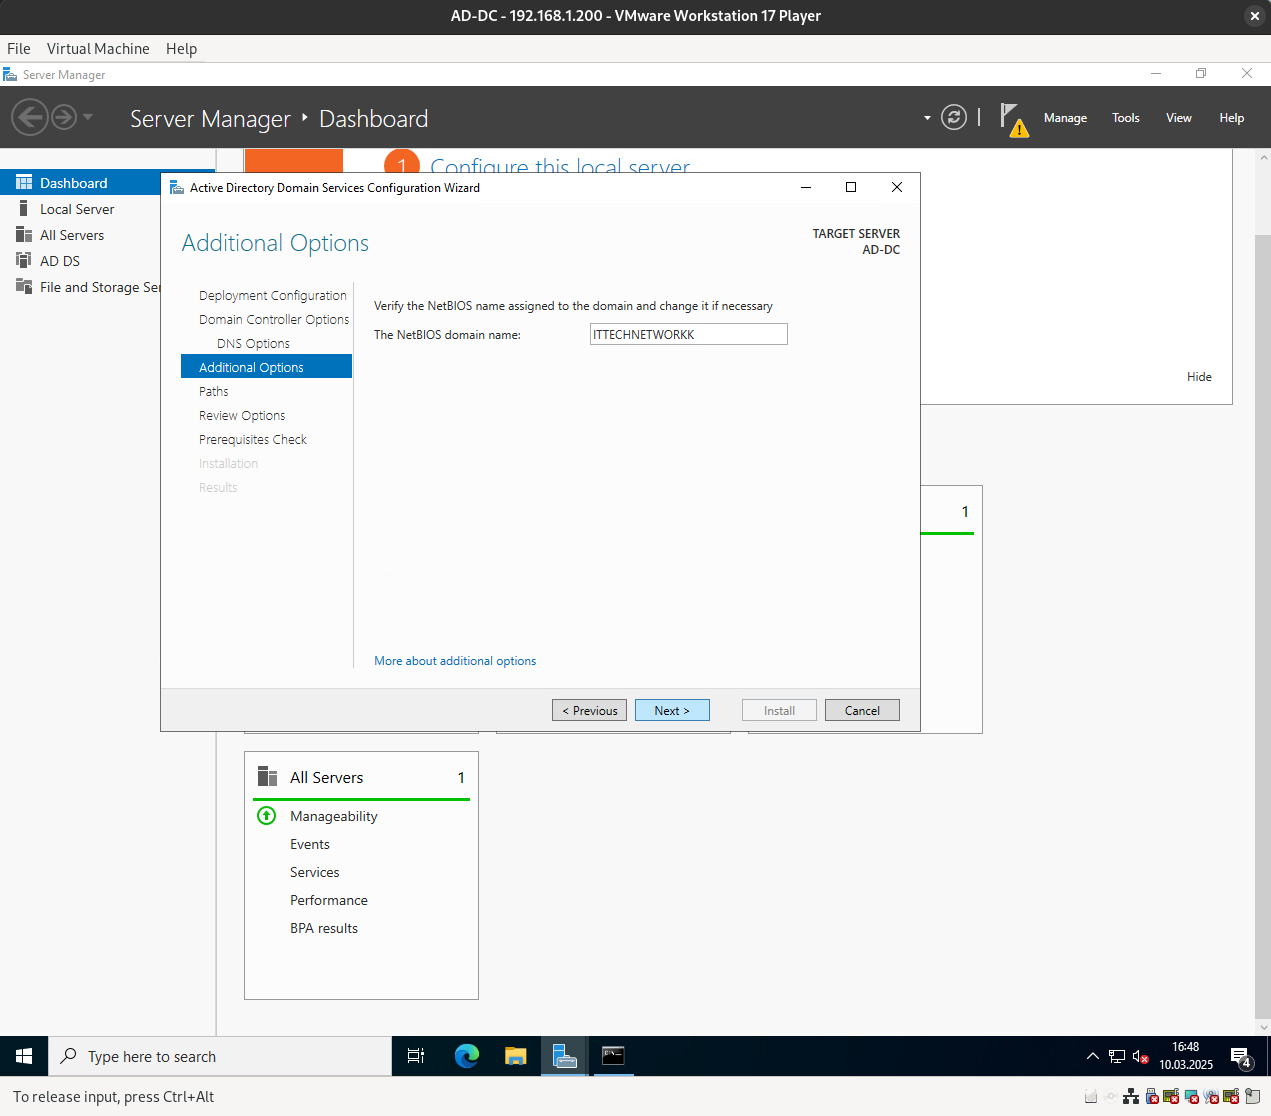 AD-DC - 192.168.1.200 - VMware Workstation 17 Player
File Virtual Machine Help
Server Manager
Server Manager • Dashboard
Manage Tools View Help
1 Configure this local server
Dashboard
Local Server
All Servers
AD DS
File and Storage Ser
Active Directory Domain Services Configuration Wizard
Additional Options
TARGET SERVER
AD-DC
Deployment Configuration
Domain Controller Options
DNS Options
Additional Options
Paths
Review Options
Prerequisites Check
Installation
Results
Verify the NetBIOS name assigned to the domain and change it if necessary
The NetBIOS domain name: ITTECHNETWORKK
More about additional options
< Previous Next > Install Cancel
Hide
1
All Servers 1
Manageability
Events
Services
Performance
BPA results
Type here to search
16:48
10.03.2025
4
To release input, press Ctrl+Alt